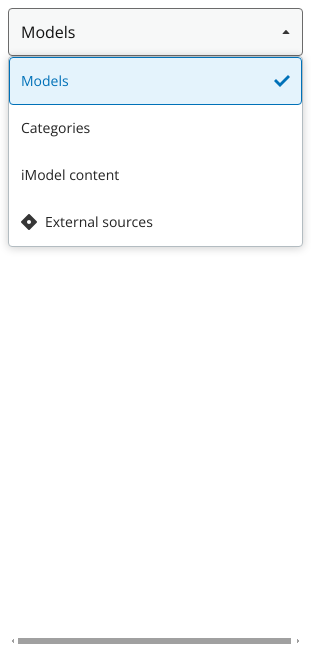 Models
Models
Categories
iModel content
External sources